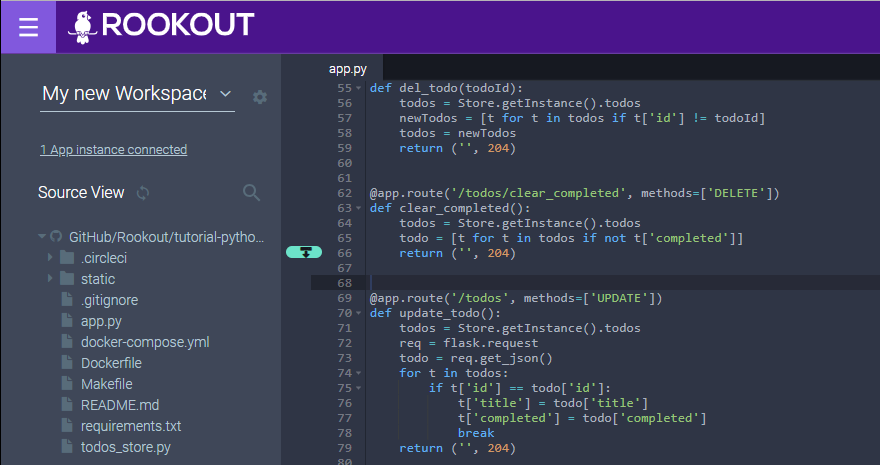 ROOKOUT
My new Workspace
1 App instance connected
Source View
GitHub/Rookout/tutorial-pytho...
.circleci
static
.gitignore
app.py
docker-compose.yml
Dockerfile
Makefile
README.md
requirements.txt
todos_store.py
app.py
55 def del_todo(todoId):
56     todos = Store.getInstance().todos
57     newTodos = [t for t in todos if t['id'] != todoId]
58     todos = newTodos
59     return ('', 204)
60
61
62 @app.route('/todos/clear_completed', methods=['DELETE'])
63 def clear_completed():
64     todos = Store.getInstance().todos
65     todo = [t for t in todos if not t['completed']]
66     return ('', 204)
67
68
69 @app.route('/todos', methods=['UPDATE'])
70 def update_todo():
71     todos = Store.getInstance().todos
72     req = flask.request
73     todo = req.get_json()
74     for t in todos:
75         if t['id'] == todo['id']:
76             t['title'] = todo['title']
77             t['completed'] = todo['completed']
78             break
79     return ('', 204)
80